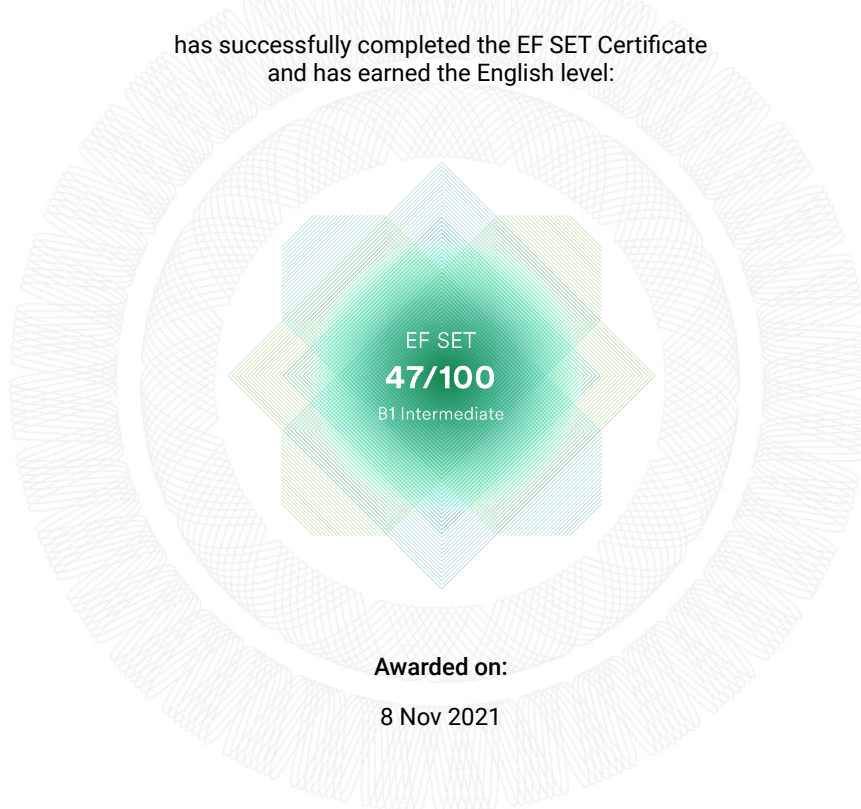 has successfully completed the EF SET Certificate
and has earned the English level:
EF SET
47/100
B1 Intermediate
Awarded on:
8 Nov 2021